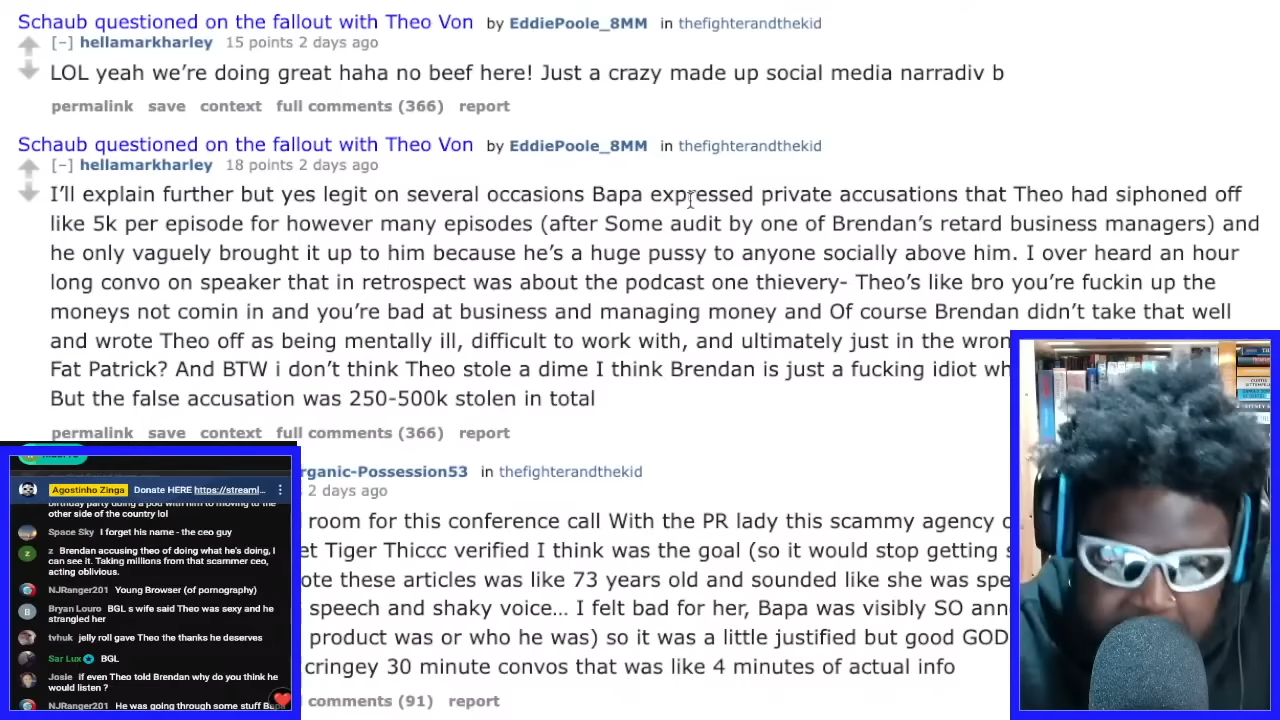 Schaub questioned on the fallout with Theo Von by EddiePoole_8MM in thefighterandthekid
[–] hellamarkharley 15 points 2 days ago
LOL yeah we're doing great haha no beef here! Just a crazy made up social media narradiv b
permalink save context full comments (366) report
Schaub questioned on the fallout with Theo Von by EddiePoole_8MM in thefighterandthekid
[–] hellamarkharley 18 points 2 days ago
I'll explain further but yes legit on several occasions Bapa expressed private accusations that Theo had siphoned off
like 5k per episode for however many episodes (after Some audit by one of Brendan's retard business managers) and
he only vaguely brought it up to him because he's a huge pussy to anyone socially above him. I over heard an hour
long convo on speaker that in retrospect was about the podcast one thievery- Theo's like bro you're fuckin up the
moneys not comin in and you're bad at business and managing money and Of course Brendan didn't take that well
and wrote Theo off as being mentally ill, difficult to work with, and ultimately just in the
Fat Patrick? And BTW i don't think Theo stole a dime I think Brendan is just a fucking idiot
But the false accusation was 250-500k stolen in total
permalink save context full comments (366) report
rganic-Possession53 in thefighterandthekid
2 days ago
room for this conference call With the PR lady this scammy agency
et Tiger Thiccc verified I think was the goal (so it would stop getting
ote these articles was like 73 years old and sounded like she was
speech and shaky voice… I felt bad for her, Bapa was visibly SO
product was or who he was) so it was a little justified but good GOD
cringey 30 minute convos that was like 4 minutes of actual info
comments (91) report
Agostinho Zinga Donate HERE https://streaml...
birthday party doing a pod with him to moving to the
other side of the country lol
Space Sky I forget his name - the ceo guy
z Brendan accusing theo of doing what he's doing, I
can see it. Taking millions from that scammer ceo,
acting oblivious.
NJRanger201 Young Browser (of pornography)
B Bryan Louro BGL s wife said Theo was sexy and he
strangled her
tvhuk jelly roll gave Theo the thanks he deserves
Sar Lux BGL
Josie if even Theo told Brendan why do you think he
would listen ?
NJRanger201 He was going through some stuff